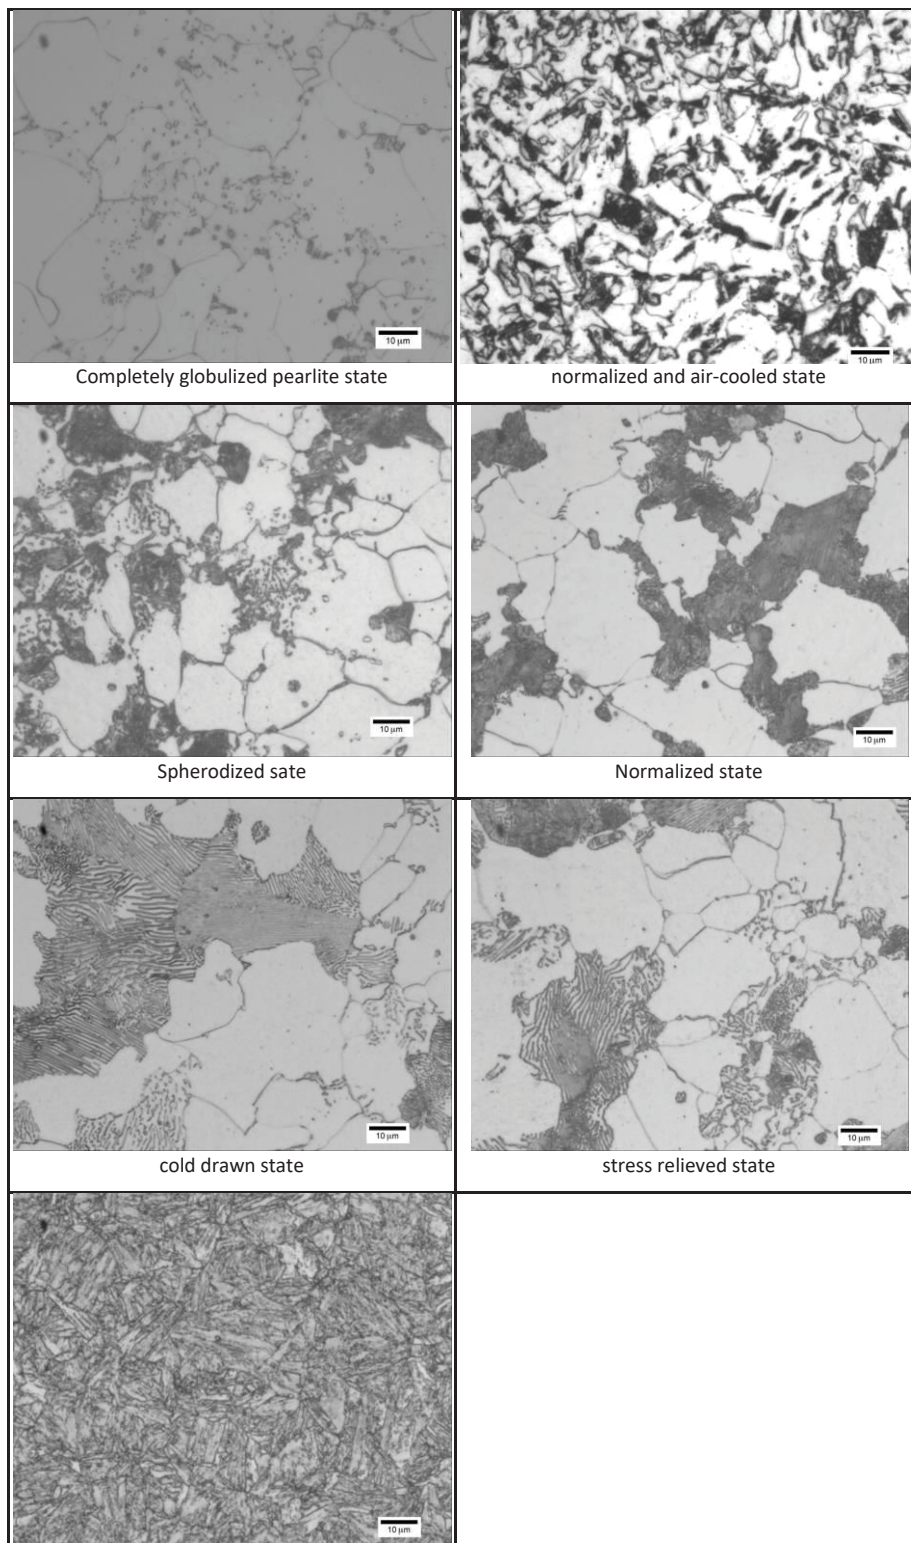 10 µm
10 µm
Completely globulized pearlite state
normalized and air-cooled state
10 µm
10 µm
Spherodized sate
Normalized state
10 µm
10 µm
cold drawn state
stress relieved state
10 µm